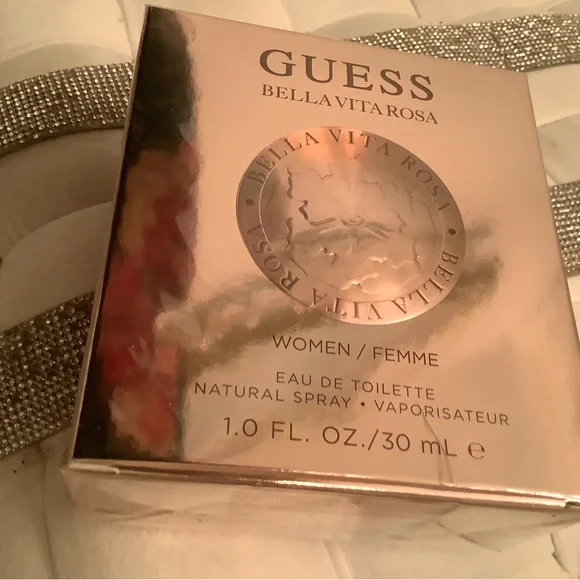 GUESS
BELLA VITA ROSA
BELLA VITA ROSA • BELLA VITA ROSA •
WOMEN / FEMME
EAU DE TOILETTE
NATURAL SPRAY • VAPORISATEUR
1.0 FL. OZ./30 mL ℮